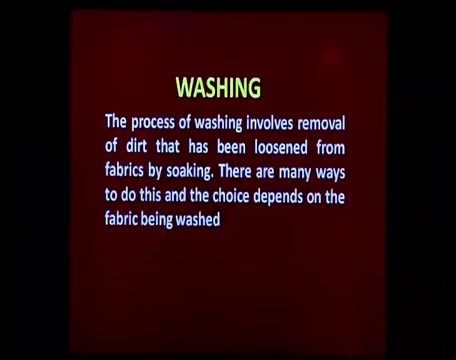 WASHING
The process of washing involves removal
of dirt that has been loosened from
fabrics by soaking. There are many ways
to do this and the choice depends on the
fabric being washed